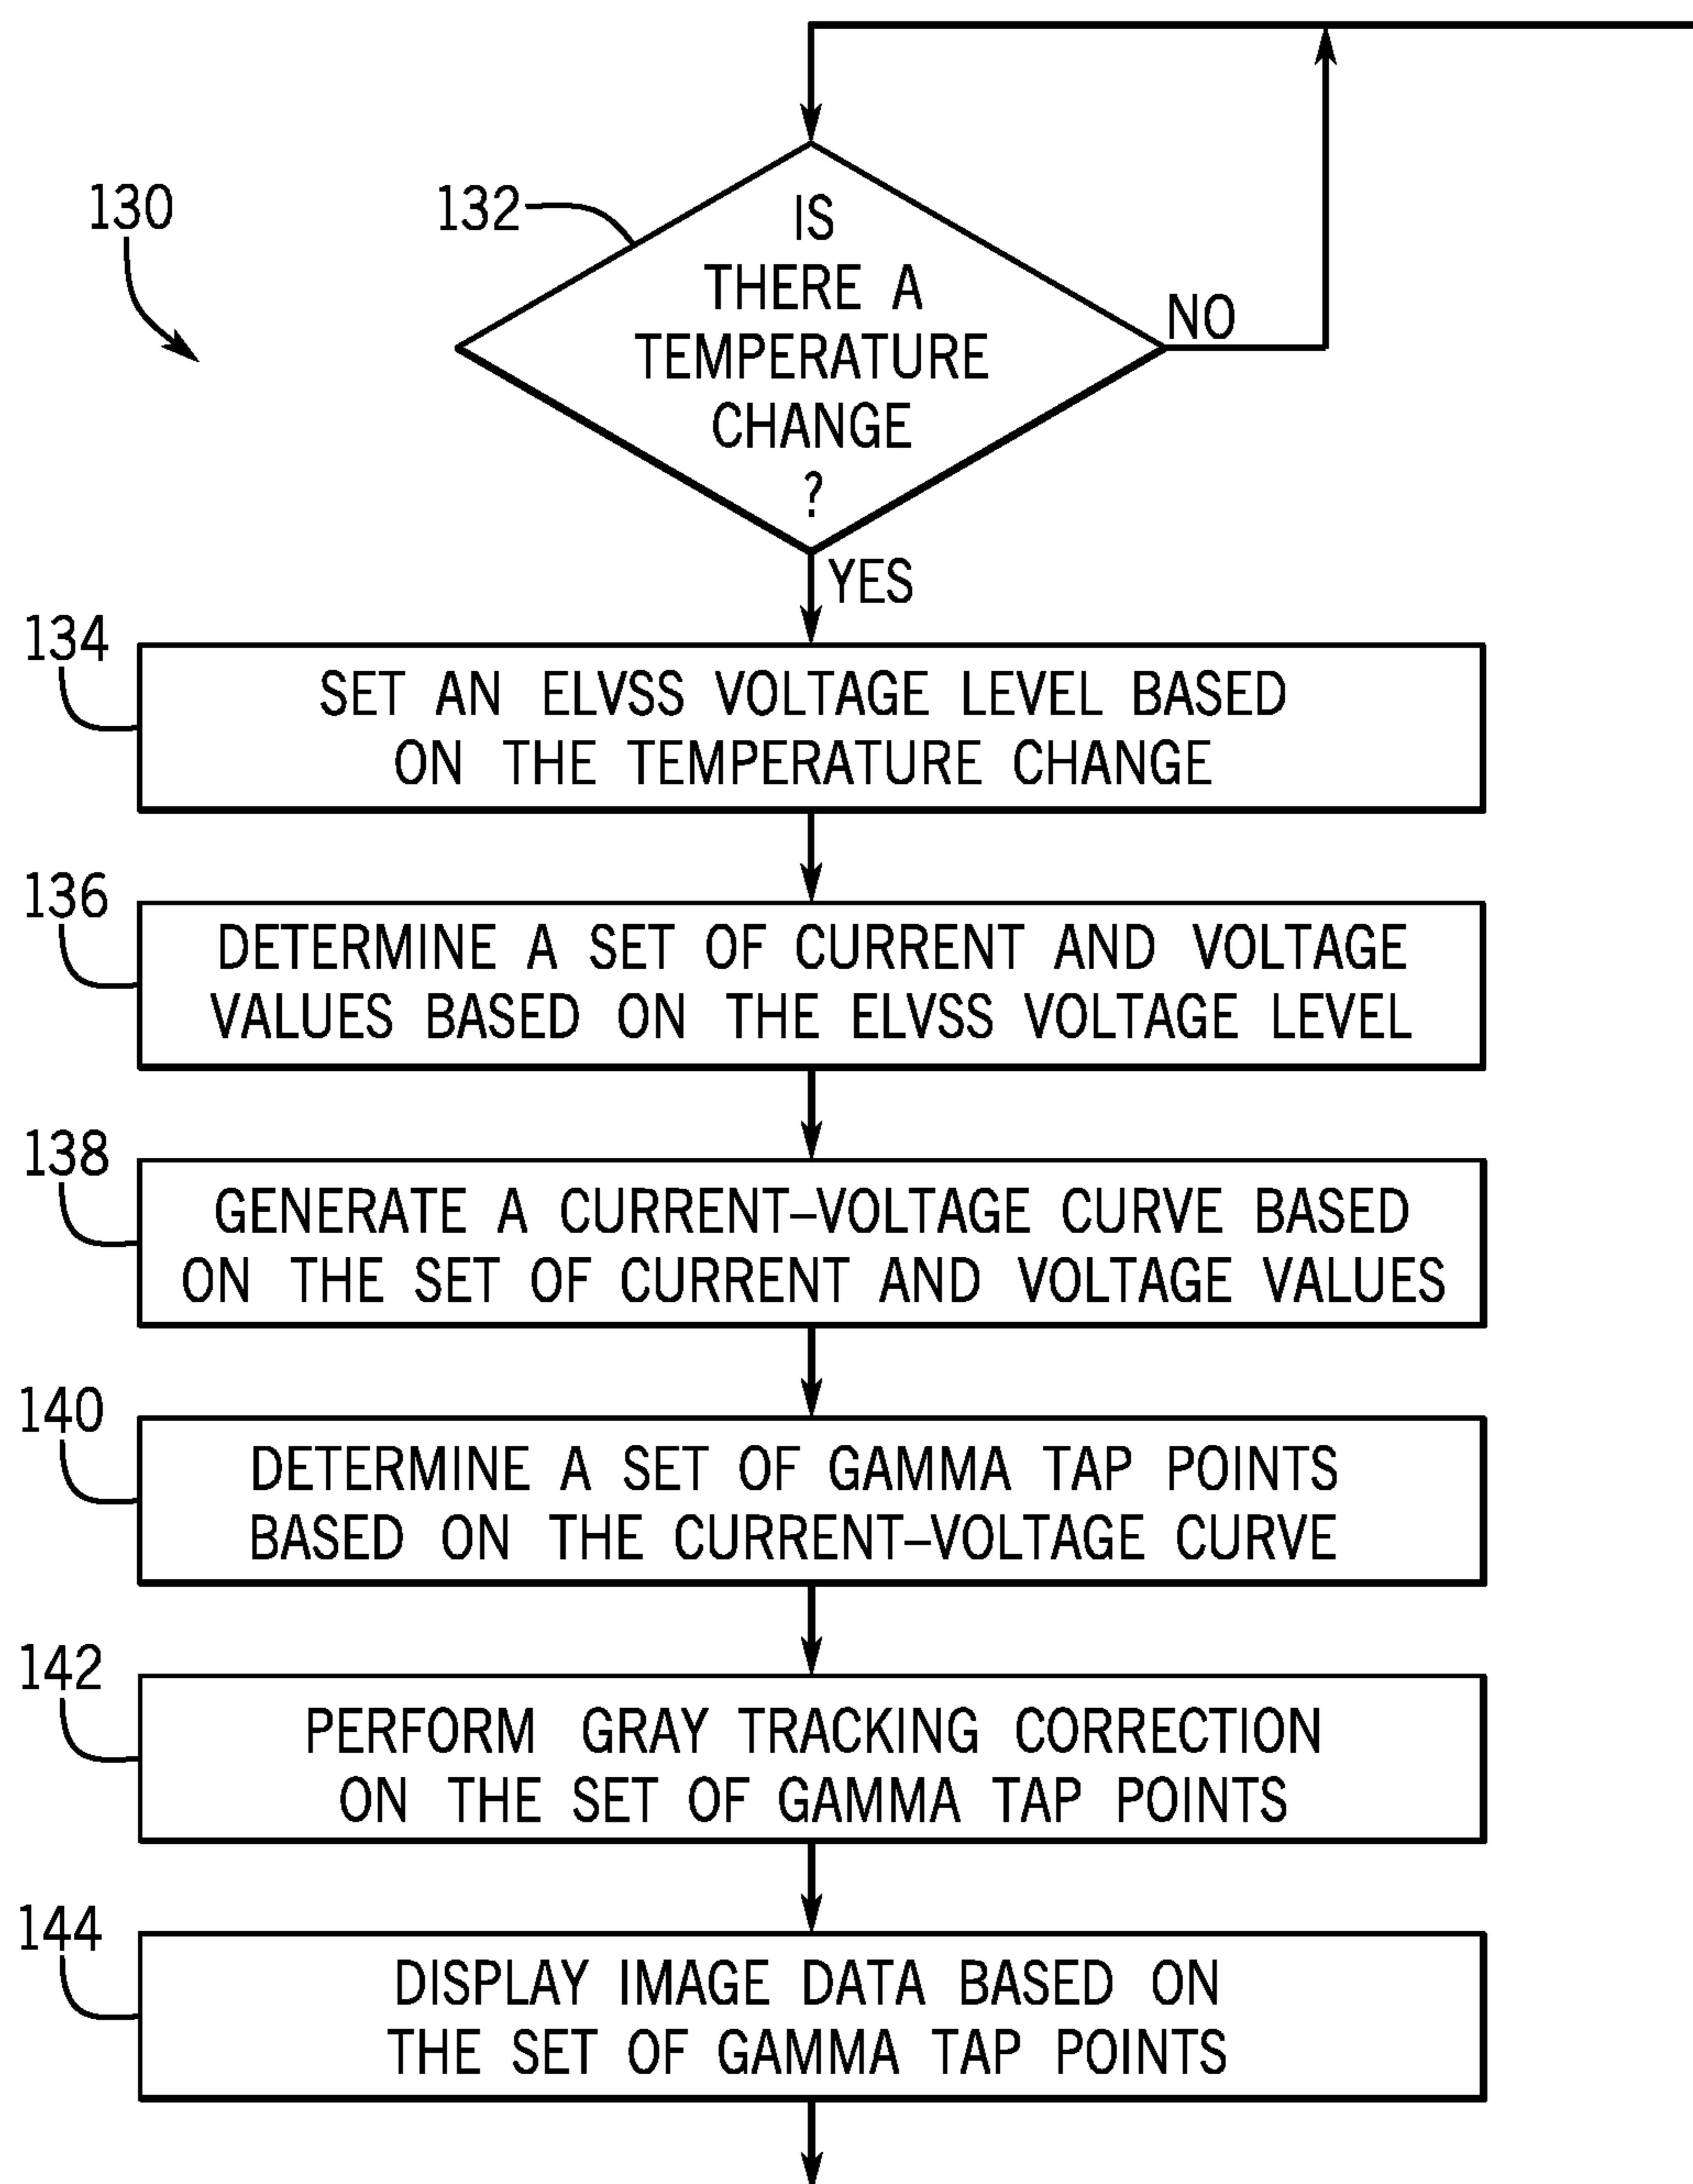 130
132
IS
THERE A
TEMPERATURE
CHANGE
?
NO
YES
134
SET AN ELVSS VOLTAGE LEVEL BASED
ON THE TEMPERATURE CHANGE
136
DETERMINE A SET OF CURRENT AND VOLTAGE
VALUES BASED ON THE ELVSS VOLTAGE LEVEL
138
GENERATE A CURRENT–VOLTAGE CURVE BASED
ON THE SET OF CURRENT AND VOLTAGE VALUES
140
DETERMINE A SET OF GAMMA TAP POINTS
BASED ON THE CURRENT–VOLTAGE CURVE
142
PERFORM GRAY TRACKING CORRECTION
ON THE SET OF GAMMA TAP POINTS
144
DISPLAY IMAGE DATA BASED ON
THE SET OF GAMMA TAP POINTS